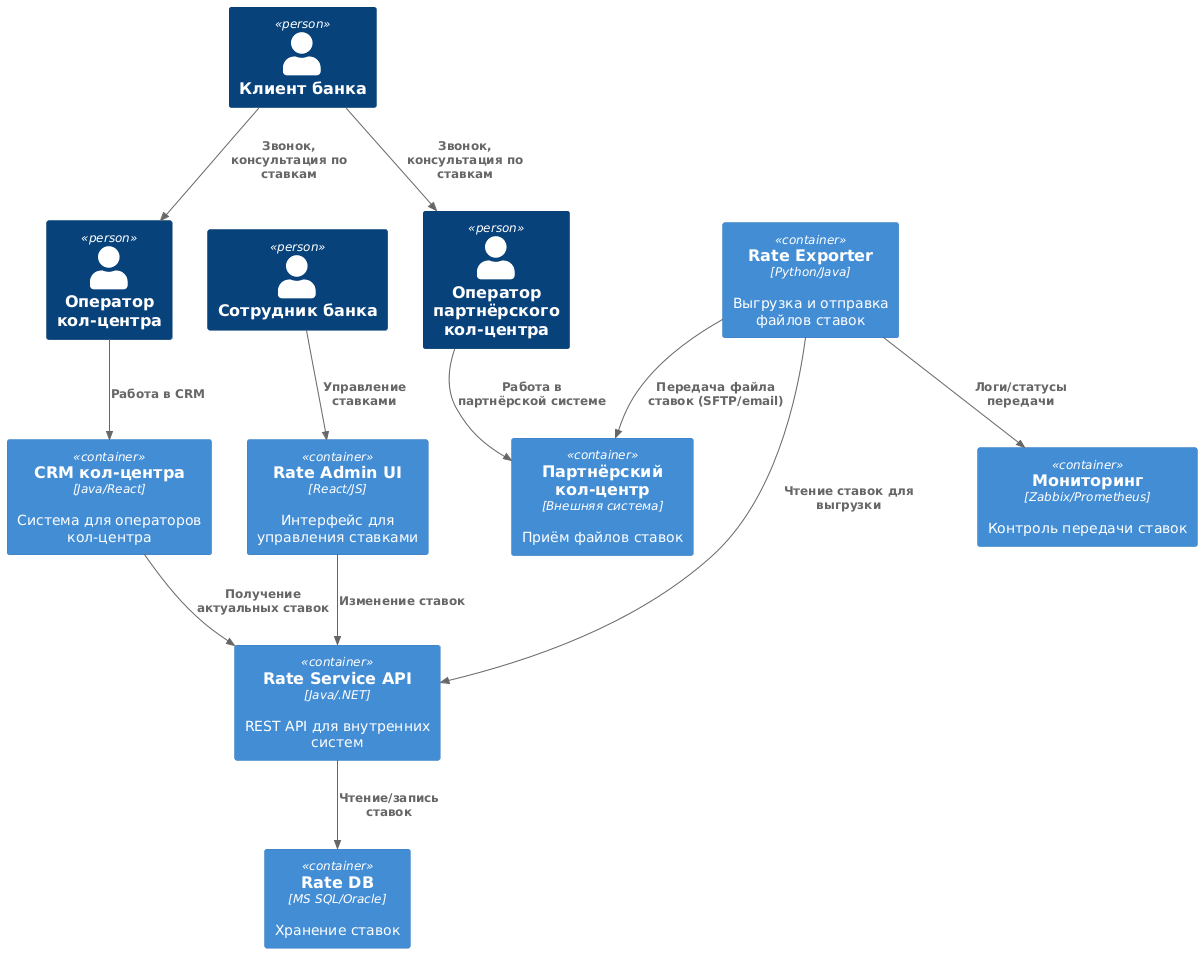 «person»
Клиент банка
Звонок,
консультация по
ставкам
Звонок,
консультация по
ставкам
«person»
Оператор
кол-центра
«person»
Сотрудник банка
«person»
Оператор
партнёрского
кол-центра
«container»
Rate Exporter
[Python/Java]
Выгрузка и отправка
файлов ставок
Работа в CRM
Управление
ставками
Работа в
партнёрской системе
Передача файла
ставок (SFTP/email)
Логи/статусы
передачи
«container»
CRM кол-центра
[Java/React]
Система для операторов
кол-центра
«container»
Rate Admin UI
[React/JS]
Интерфейс для
управления ставками
«container»
Партнёрский
кол-центр
[Внешняя система]
Приём файлов ставок
Чтение ставок для
выгрузки
«container»
Мониторинг
[Zabbix/Prometheus]
Контроль передачи ставок
Получение
актуальных ставок
Изменение ставок
«container»
Rate Service API
[Java/.NET]
REST API для внутренних
систем
Чтение/запись
ставок
«container»
Rate DB
[MS SQL/Oracle]
Хранение ставок